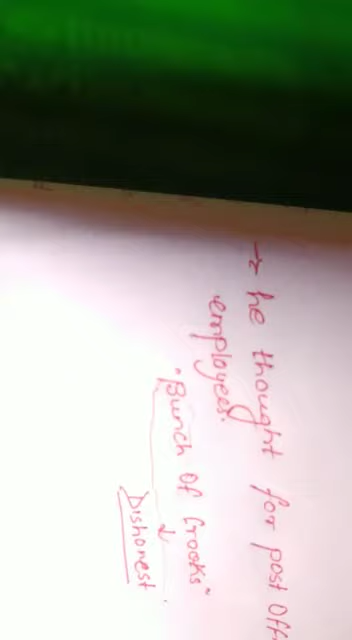 → he thought for post Off
employees.
"Bunch Of Crooks"
↓
Dishonest